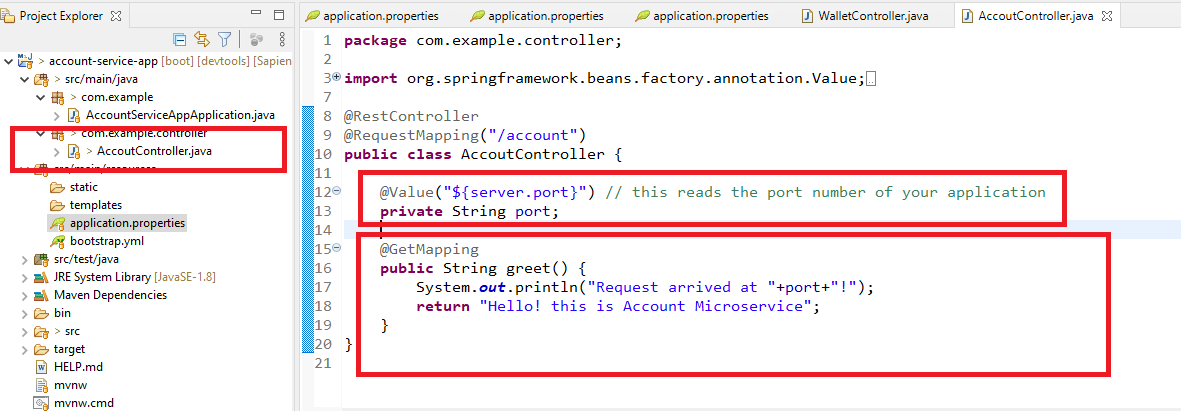 Project Explorer
account-service-app [boot] [devtools] [Sapien
> src/main/java
> com.example
AccountServiceAppApplication.java
> com.example.controller
> AccoutController.java
src/main/resources
static
templates
application.properties
bootstrap.yml
src/test/java
JRE System Library [JavaSE-1.8]
Maven Dependencies
bin
> src
target
HELP.md
mvnw
mvnw.cmd
application.properties
application.properties
application.properties
WalletController.java
AccoutController.java
1 package com.example.controller;
2
3 import org.springframework.beans.factory.annotation.Value;
7
8 @RestController
9 @RequestMapping("/account")
10 public class AccoutController {
11
12 @Value("${server.port}") // this reads the port number of your application
13 private String port;
14
15 @GetMapping
16 public String greet() {
17 System.out.println("Request arrived at "+port+"!");
18 return "Hello! this is Account Microservice";
19 }
20 }
21